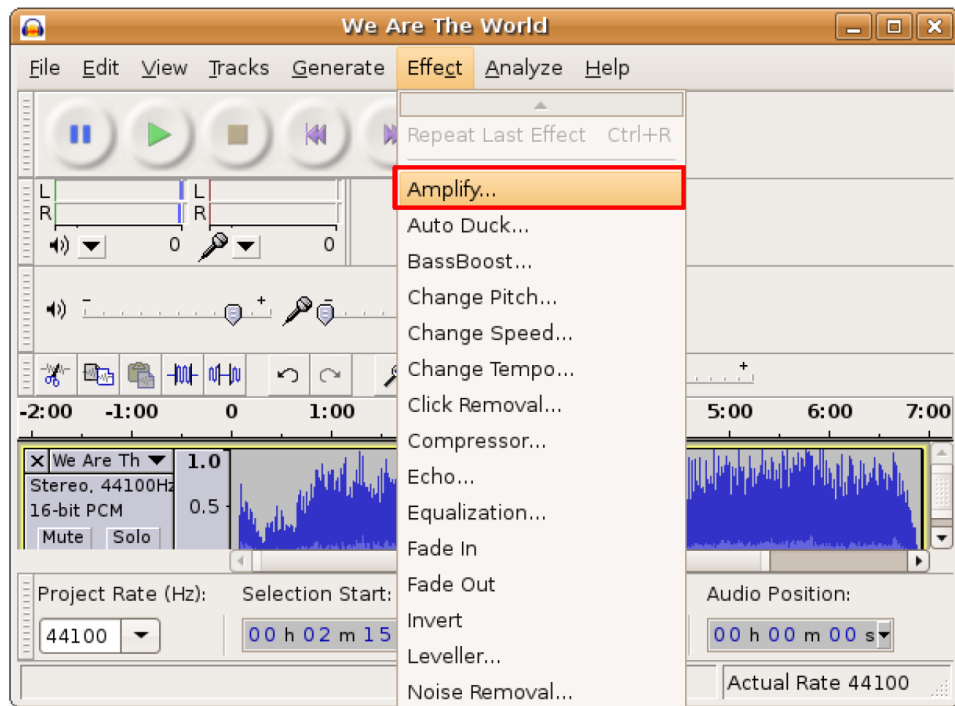 We Are The World
File Edit View Tracks Generate Effect Analyze Help
Repeat Last Effect Ctrl+R
Amplify...
Auto Duck...
BassBoost...
Change Pitch...
Change Speed...
Change Tempo...
Click Removal...
Compressor...
Echo...
Equalization...
Fade In
Fade Out
Invert
Leveller...
Noise Removal...
L
R
0
L
R
0
- +
-
+
-2:00 -1:00 0 1:00 5:00 6:00 7:00
X We Are Th 1.0
Stereo, 44100Hz
16-bit PCM 0.5
Mute Solo
Project Rate (Hz): Selection Start: Audio Position:
44100 00 h 02 m 15 00 h 00 m 00 s
Actual Rate 44100